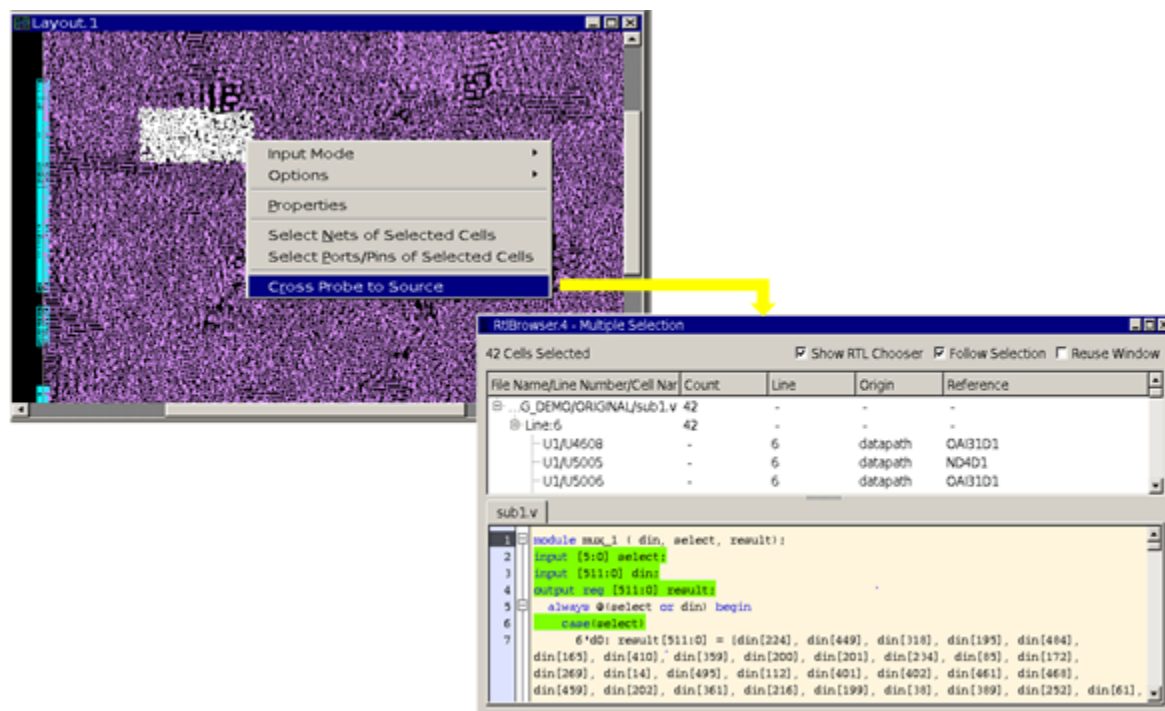 Layout.1
Input Mode
Options
Properties
Select Nets of Selected Cells
Select Ports/Pins of Selected Cells
Cross Probe to Source
RtlBrowser.4 - Multiple Selection
42 Cells Selected Show RTL Chooser Follow Selection Reuse Window
File Name/Line Number/Cell Nar Count Line Origin Reference
...G_DEMO/ORIGINAL/sub1.v 42 - - -
Line:6 42 - - -
U1/U4608 - 6 datapath OAI31D1
U1/U5005 - 6 datapath ND4D1
U1/U5006 - 6 datapath OAI31D1
sub1.v
1 module mux_1 ( din, select, result);
2 input [5:0] select;
3 input [511:0] din;
4 output reg [511:0] result;
5 always @(select or din) begin
6 case(select)
7 6'd0: result[511:0] = {din[224], din[449], din[318], din[195], din[484],
din[165], din[410], din[359], din[200], din[201], din[234], din[85], din[172],
din[269], din[14], din[495], din[112], din[401], din[402], din[461], din[468],
din[459], din[202], din[361], din[216], din[199], din[38], din[389], din[252], din[61],